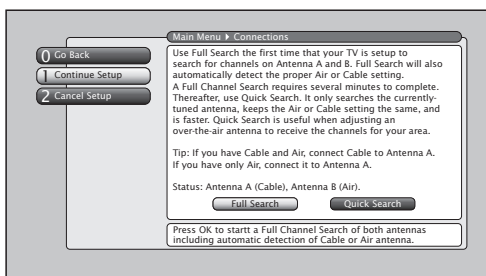 Main Menu ▸ Connections
0 Go Back
1 Continue Setup
2 Cancel Setup
Use Full Search the first time that your TV is setup to
search for channels on Antenna A and B. Full Search will also
automatically detect the proper Air or Cable setting.
A Full Channel Search requires several minutes to complete.
Thereafter, use Quick Search. It only searches the currently-
tuned antenna, keeps the Air or Cable setting the same, and
is faster. Quick Search is useful when adjusting an
over-the-air antenna to receive the channels for your area.
Tip: If you have Cable and Air, connect Cable to Antenna A.
If you have only Air, connect it to Antenna A.
Status: Antenna A (Cable), Antenna B (Air).
Full Search Quick Search
Press OK to startt a Full Channel Search of both antennas
including automatic detection of Cable or Air antenna.